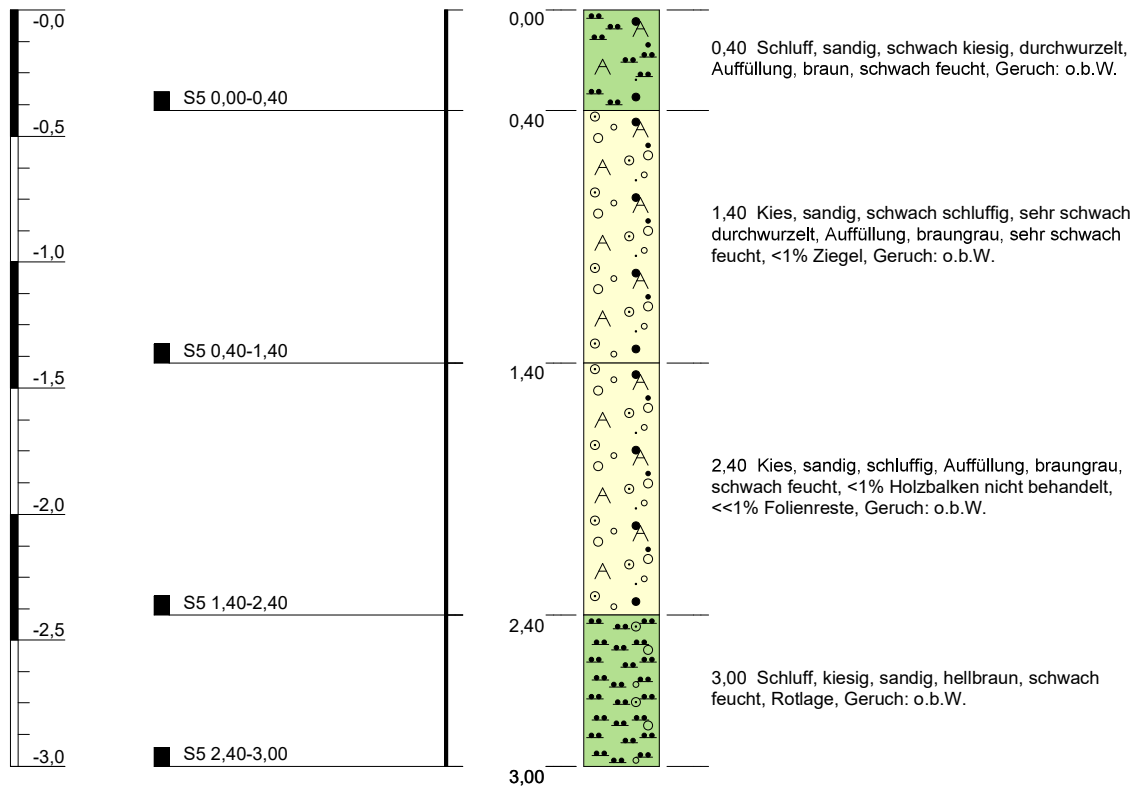 -0,0
-0,5
-1,0
-1,5
-2,0
-2,5
-3,0
S5 0,00-0,40
S5 0,40-1,40
S5 1,40-2,40
S5 2,40-3,00
0,00
0,40
1,40
2,40
3,00
0,40 Schluff, sandig, schwach kiesig, durchwurzelt,
Auffüllung, braun, schwach feucht, Geruch: o.b.W.
1,40 Kies, sandig, schwach schluffig, sehr schwach
durchwurzelt, Auffüllung, braungrau, sehr schwach
feucht, <1% Ziegel, Geruch: o.b.W.
2,40 Kies, sandig, schluffig, Auffüllung, braungrau,
schwach feucht, <1% Holzbalken nicht behandelt,
<<1% Folienreste, Geruch: o.b.W.
3,00 Schluff, kiesig, sandig, hellbraun, schwach
feucht, Rotlage, Geruch: o.b.W.